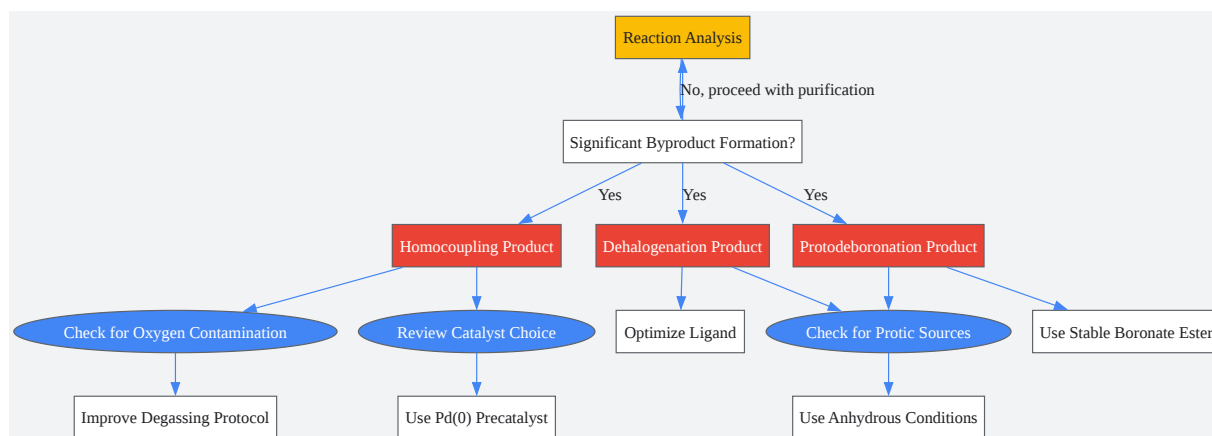 Reaction Analysis
No, proceed with purification
Significant Byproduct Formation?
Yes
Yes
Yes
Homocoupling Product
Dehalogenation Product
Protodeboronation Product
Check for Oxygen Contamination
Review Catalyst Choice
Optimize Ligand
Check for Protic Sources
Use Stable Boronate Ester
Improve Degassing Protocol
Use Pd(0) Precatalyst
Use Anhydrous Conditions